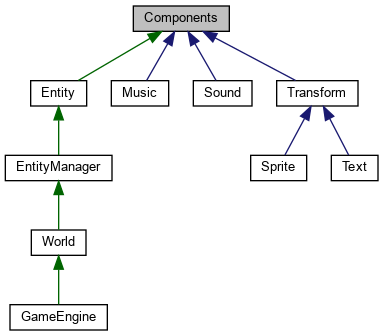 Components
Entity
Music
Sound
Transform
EntityManager
Sprite
Text
World
GameEngine